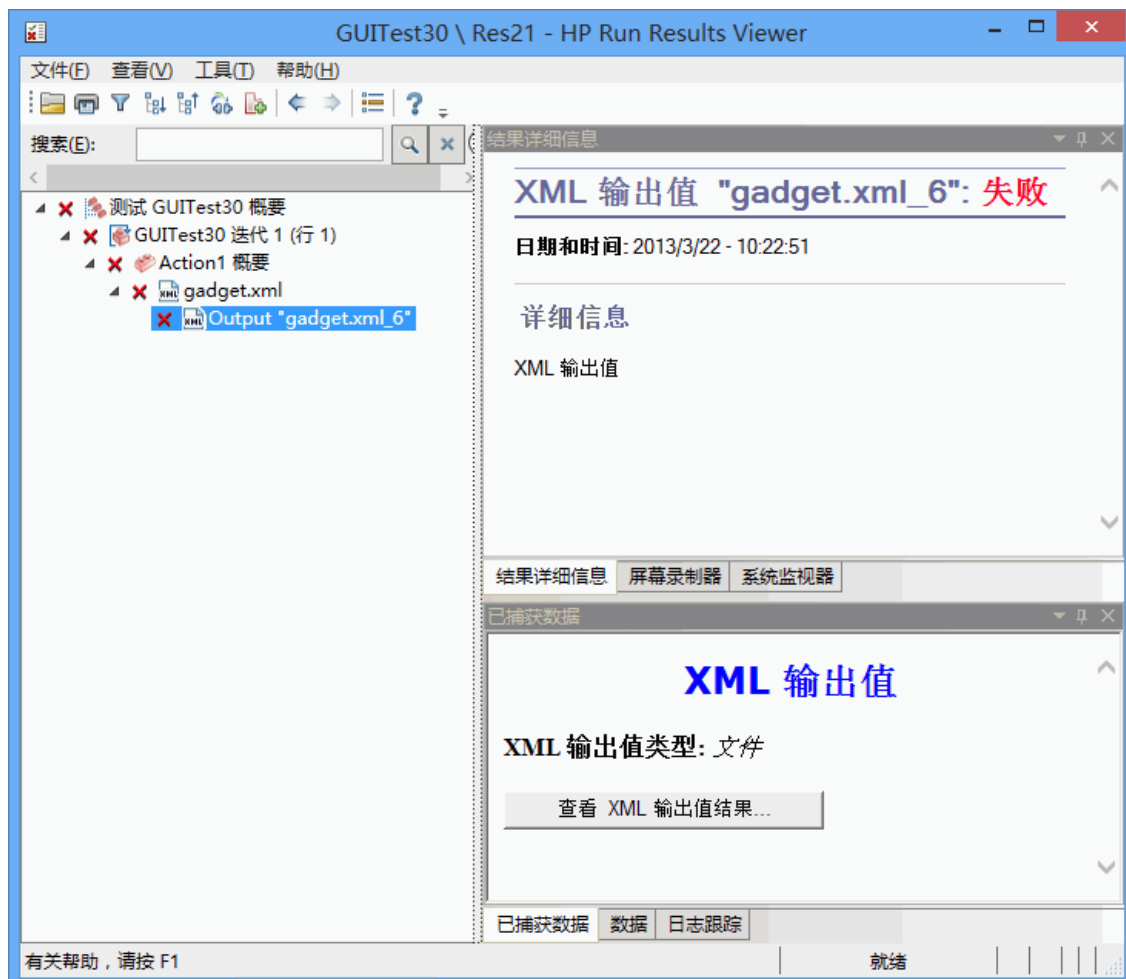 GUITest30 \ Res21 - HP Run Results Viewer
文件(F) 查看(V) 工具(T) 帮助(H)
搜索(E):
测试 GUITest30 概要
GUITest30 迭代 1 (行 1)
Action1 概要
gadget.xml
Output "gadget.xml_6"
结果详细信息
XML 输出值 "gadget.xml_6": 失败
日期和时间: 2013/3/22 - 10:22:51
详细信息
XML 输出值
结果详细信息 屏幕录制器 系统监视器
已捕获数据
XML 输出值
XML 输出值类型: 文件
查看 XML 输出值结果...
已捕获数据 数据 日志跟踪
有关帮助，请按 F1
就绪